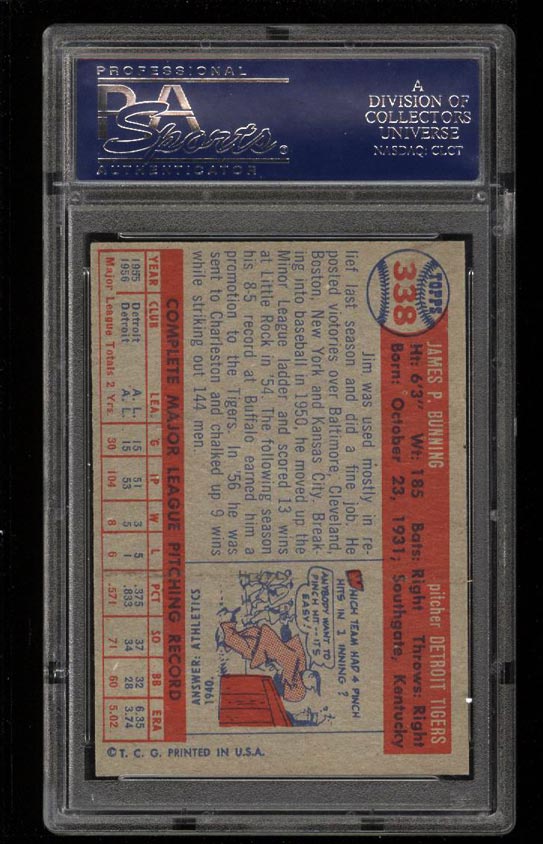 PROFESSIONAL
PSA
Sports
AUTHENTICATOR
A
DIVISION OF
COLLECTORS
UNIVERSE
NASDAQ: CLCT
TOPPS
338
JAMES P. BUNNING pitcher DETROIT TIGERS
Ht: 6'3" Wt: 185 Bats: Right Throws: Right
Born: October 23, 1931; Southgate, Kentucky
Jim was used mostly in re-
lief last season and did a fine job. He
posted victories over Baltimore, Cleveland,
Boston, New York and Kansas City. Break-
ing into baseball in 1950, he moved up the
Minor League ladder and scored 13 wins
at Little Rock in '54. The following season
his 8-5 record at Buffalo earned him a
promotion to the Tigers. In '56 he was
sent to Charleston and chalked up 9 wins
while striking out 144 men.
WHICH TEAM HAD 4 PINCH
HITS IN 1 INNING?
ANYBODY WANT TO
PINCH HIT--IT'S
EASY!
1940.
ANSWER: ATHLETICS
COMPLETE MAJOR LEAGUE PITCHING RECORD
YEAR CLUB LEA. G IP W L PCT SO BB ERA
1955 Detroit A. L. 15 51 3 5 .375 37 32 6.35
1956 Detroit A. L. 15 53 5 1 .833 34 28 3.74
Major League Totals 2 Yrs. 30 104 8 6 .571 71 60 5.02
©T. C. G. PRINTED IN U.S.A.